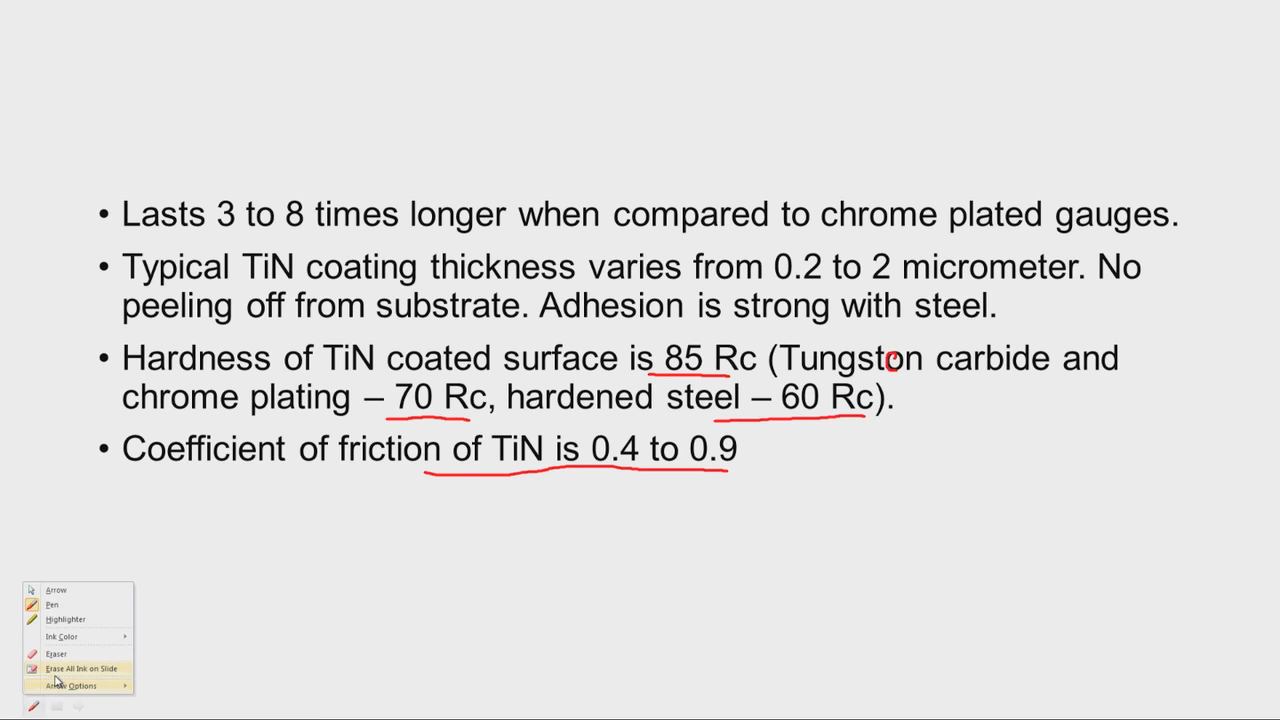 • Lasts 3 to 8 times longer when compared to chrome plated gauges.
• Typical TiN coating thickness varies from 0.2 to 2 micrometer. No
peeling off from substrate. Adhesion is strong with steel.
• Hardness of TiN coated surface is 85 Rc (Tungston carbide and
chrome plating – 70 Rc, hardened steel – 60 Rc).
• Coefficient of friction of TiN is 0.4 to 0.9
Arrow
Pen
Highlighter
Ink Color
Eraser
Erase All Ink on Slide
Arrow Options